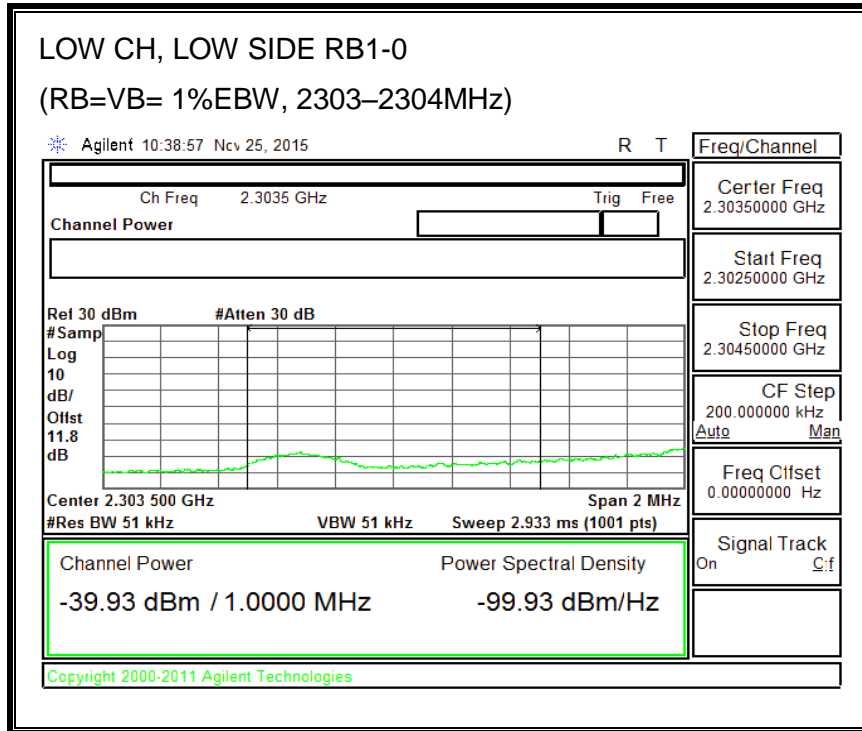 LOW CH, LOW SIDE RB1-0
(RB=VB= 1%EBW, 2303–2304MHz)
Agilent 10:38:57 Nov 25, 2015 R T
Freq/Channel
Ch Freq 2.3035 GHz Trig Free
Channel Power
Center Freq
2.30350000 GHz
Start Freq
2.30250000 GHz
Stop Freq
2.30450000 GHz
CF Step
200.000000 kHz
Auto Man
Freq Offset
0.00000000 Hz
Signal Track
On Off
Ref 30 dBm #Atten 30 dB
#Samp
Log
10
dB/
Offst
11.8
dB
Center 2.303 500 GHz Span 2 MHz
#Res BW 51 kHz VBW 51 kHz Sweep 2.933 ms (1001 pts)
Channel Power Power Spectral Density
-39.93 dBm / 1.0000 MHz -99.93 dBm/Hz
Copyright 2000-2011 Agilent Technologies